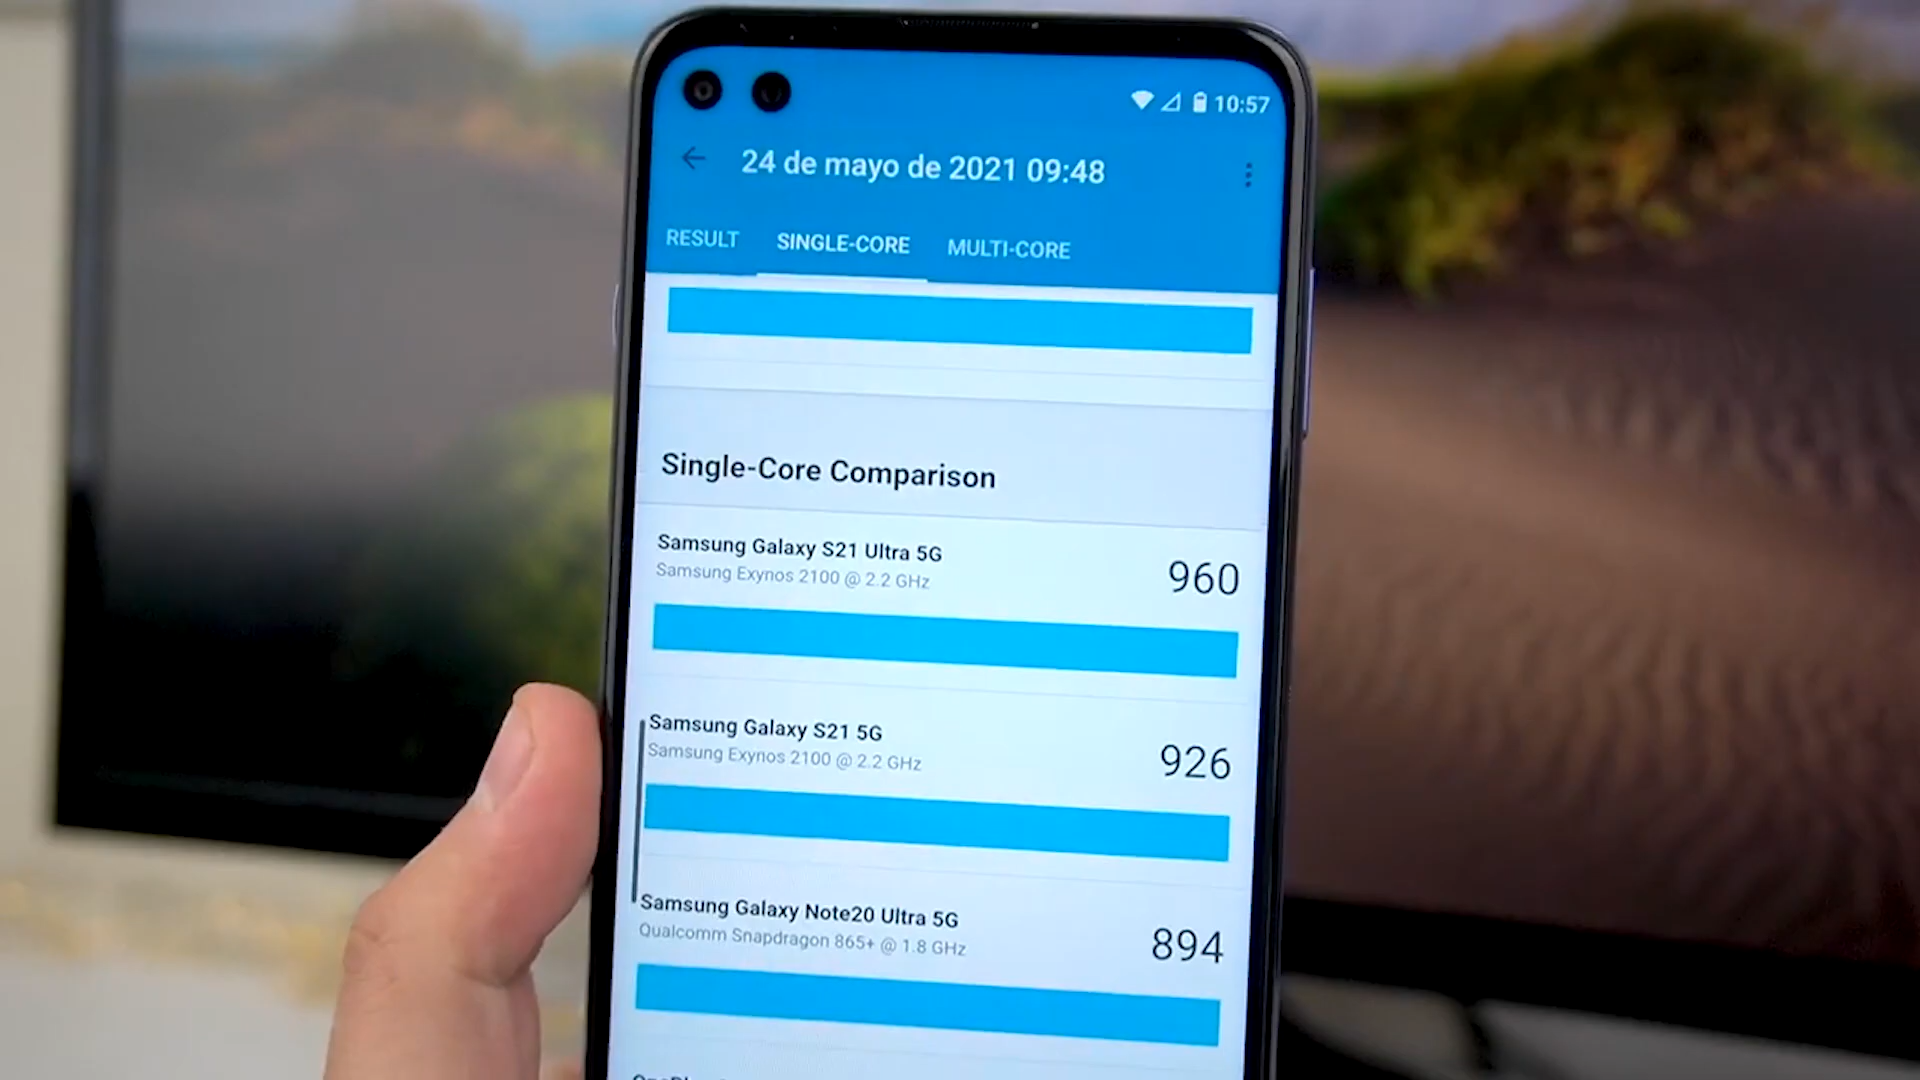 10:57
24 de mayo de 2021 09:48
RESULT SINGLE-CORE MULTI-CORE
Single-Core Comparison
Samsung Galaxy S21 Ultra 5G
960
Samsung Exynos 2100 @ 2.2 GHz
Samsung Galaxy S21 5G
926
Samsung Exynos 2100 @ 2.2 GHz
Samsung Galaxy Note20 Ultra 5G
894
Qualcomm Snapdragon 865+ @ 1.8 GHz